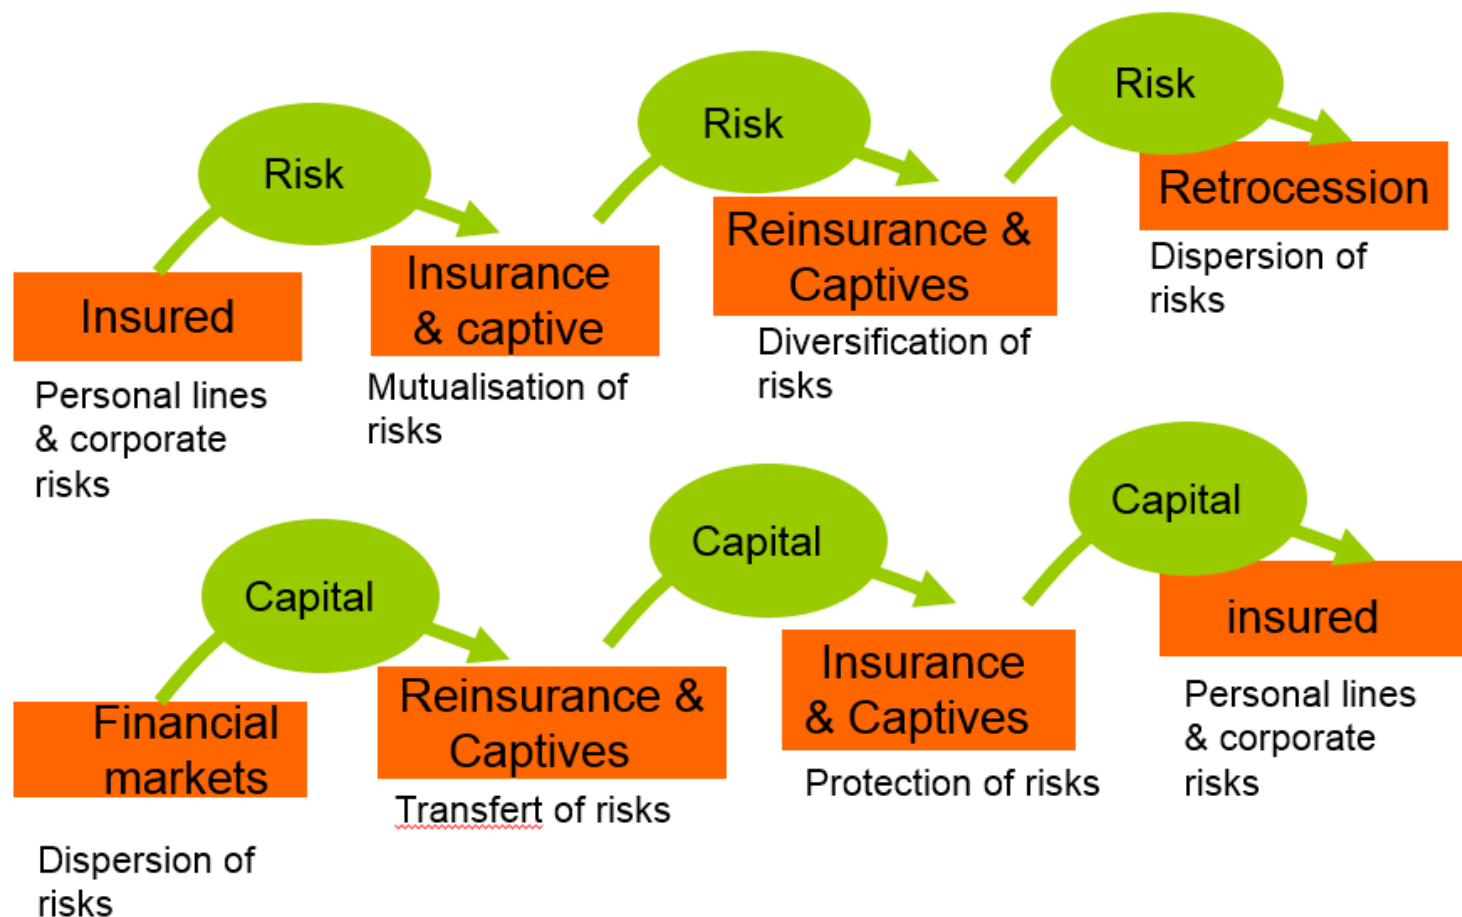 Risk
Risk
Risk
Insured
Personal lines
& corporate
risks
Insurance
& captive
Mutualisation of
risks
Reinsurance &
Captives
Diversification of
risks
Retrocession
Dispersion of
risks
Capital
Capital
Capital
Financial
markets
Dispersion of
risks
Reinsurance &
Captives
Transfert of risks
Insurance
& Captives
Protection of risks
insured
Personal lines
& corporate
risks